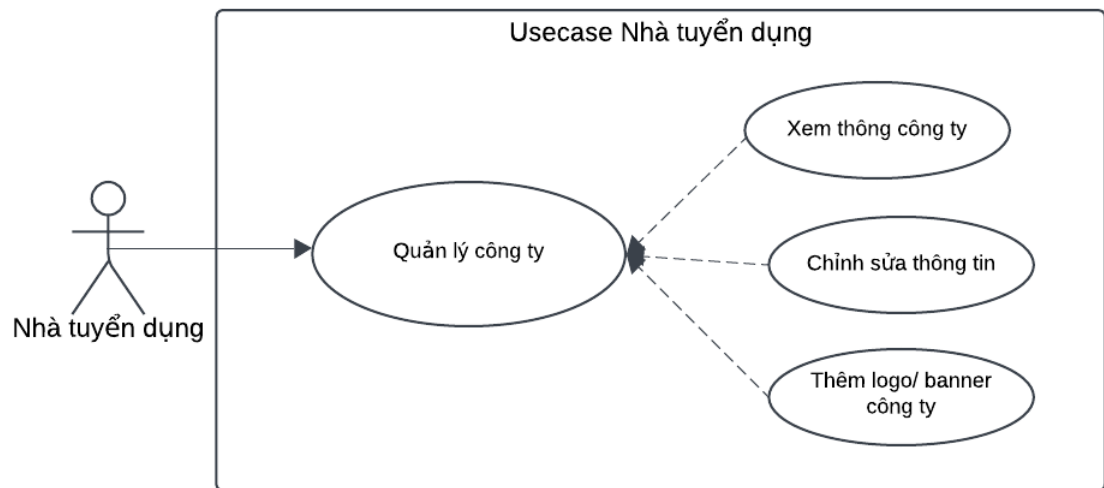 Usecase Nhà tuyển dụng
Xem thông công ty
Quản lý công ty
Chỉnh sửa thông tin
Nhà tuyển dụng
Thêm logo/ banner
công ty